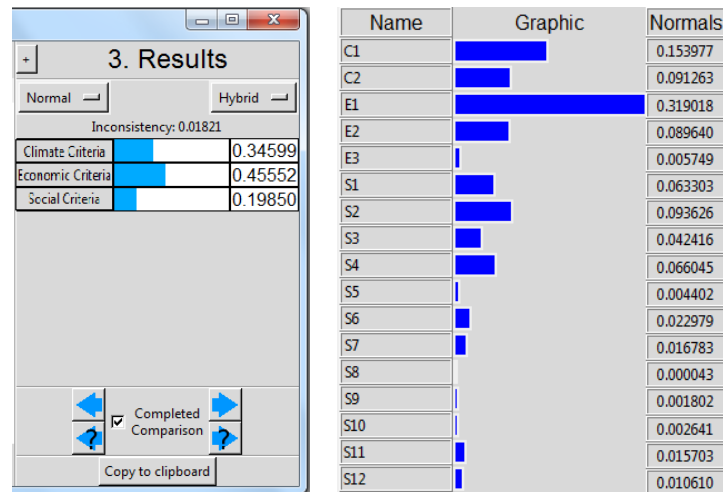 +
3. Results
Normal
Hybrid
Inconsistency: 0.01821
Climate Criteria 0.34599
Economic Criteria 0.45552
Social Criteria 0.19850
Completed
Comparison
?
?
Copy to clipboard
Name Graphic Normals
C1 0.153977
C2 0.091263
E1 0.319018
E2 0.089640
E3 0.005749
S1 0.063303
S2 0.093626
S3 0.042416
S4 0.066045
S5 0.004402
S6 0.022979
S7 0.016783
S8 0.000043
S9 0.001802
S10 0.002641
S11 0.015703
S12 0.010610